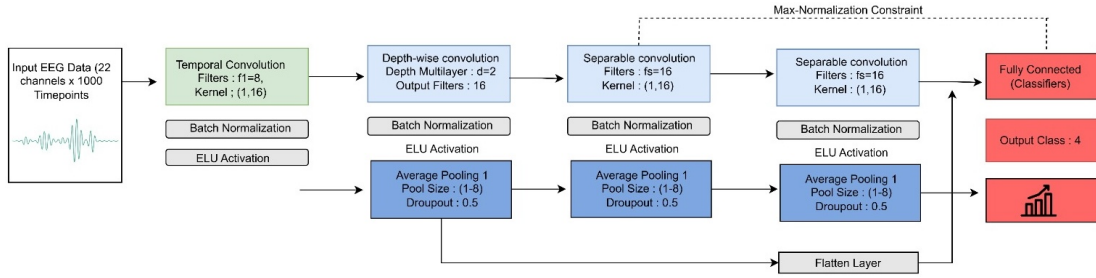 Max-Normalization Constraint
Input EEG Data (22
channels x 1000
Timepoints
Temporal Convolution
Filters : f1=8,
Kernel ; (1,16)
Batch Normalization
ELU Activation
Depth-wise convolution
Depth Multilayer : d=2
Output Filters : 16
Batch Normalization
ELU Activation
Average Pooling 1
Pool Size : (1-8)
Droupout : 0.5
Separable convolution
Filters : fs=16
Kernel : (1,16)
Batch Normalization
ELU Activation
Average Pooling 1
Pool Size : (1-8)
Droupout : 0.5
Separable convolution
Filters : fs=16
Kernel : (1,16)
Batch Normalization
ELU Activation
Average Pooling 1
Pool Size : (1-8)
Droupout : 0.5
Flatten Layer
Fully Connected
(Classifiers)
Output Class : 4